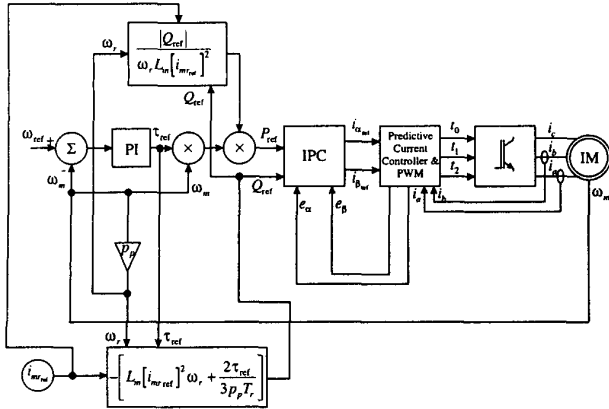 ω_r
|Q_ref|
ω_r L_m [i_mr_ref]^2
Q_ref
ω_ref +
Σ
-
PI
τ_ref
×
×
P_ref
IPC
i_α_ref
i_β_ref
Predictive
Current
Controller &
PWM
t_0
t_1
t_2
i_c
i_b
i_a
IM
ω_m
ω_m
Q_ref
i_a
i_b
ω_m
e_α
e_β
p_p
ω_r
τ_ref
i_mr_ref
-[L_m [i_mr ref]^2 ω_r + 2τ_ref / 3p_p T_r]